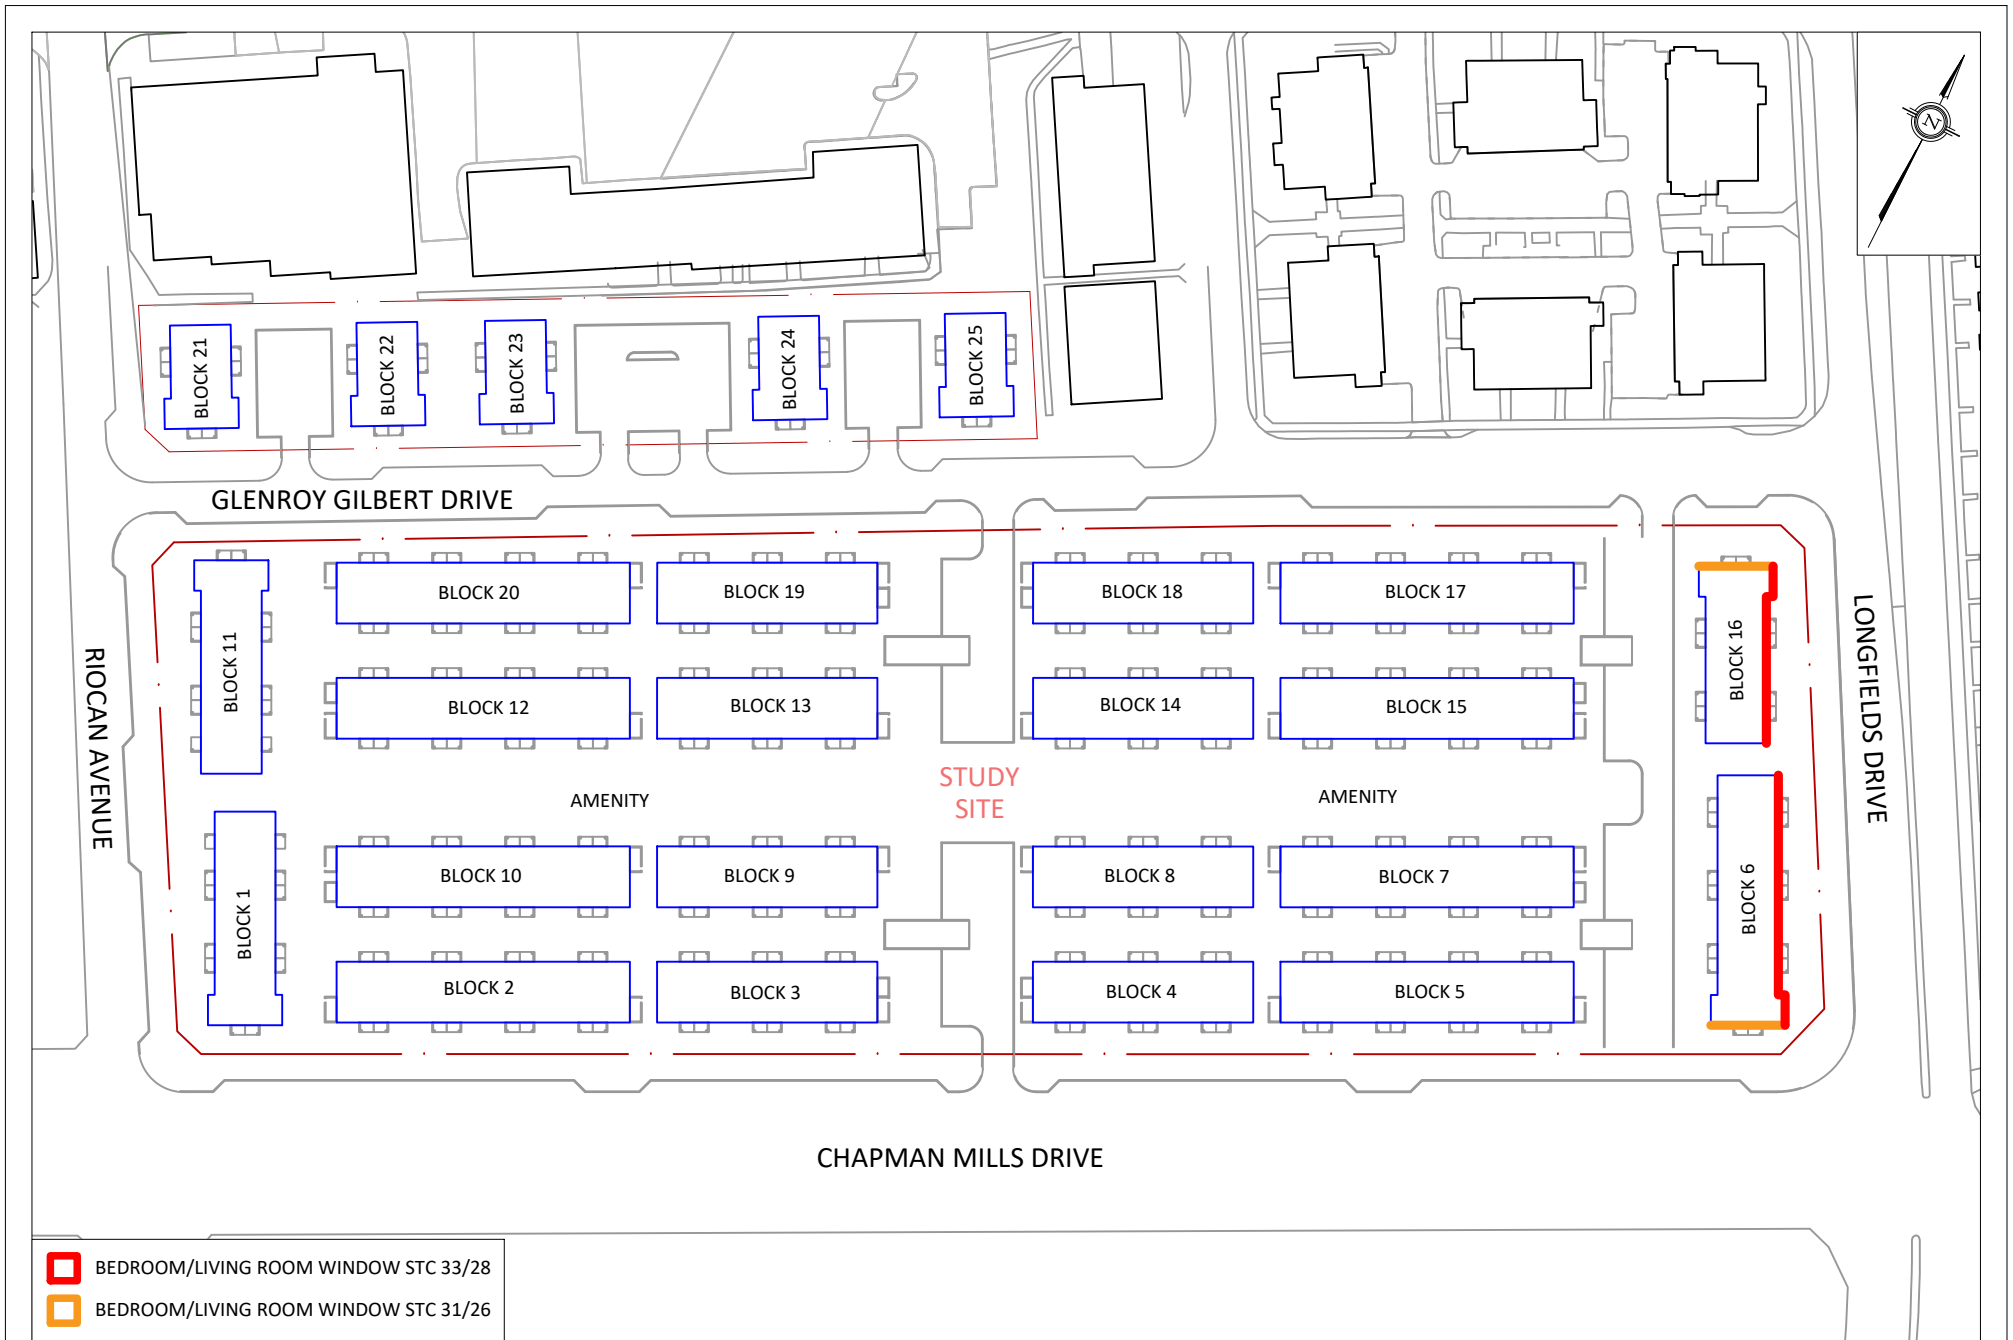 N
BLOCK 21
BLOCK 22
BLOCK 23
BLOCK 24
BLOCK 25
GLENROY GILBERT DRIVE
BLOCK 11
BLOCK 20
BLOCK 19
BLOCK 18
BLOCK 17
BLOCK 16
LONGFIELDS DRIVE
RIOCAN AVENUE
BLOCK 12
BLOCK 13
BLOCK 14
BLOCK 15
STUDY
SITE
AMENITY
AMENITY
BLOCK 1
BLOCK 10
BLOCK 9
BLOCK 8
BLOCK 7
BLOCK 6
BLOCK 2
BLOCK 3
BLOCK 4
BLOCK 5
CHAPMAN MILLS DRIVE
BEDROOM/LIVING ROOM WINDOW STC 33/28
BEDROOM/LIVING ROOM WINDOW STC 31/26